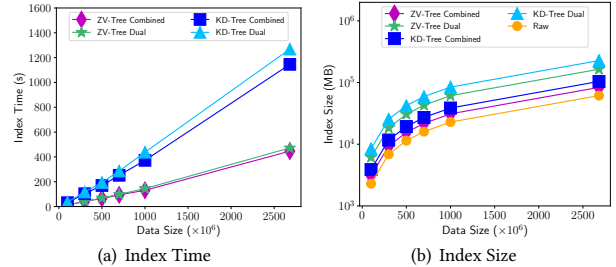 1600
1400
1200
1000
800
600
400
200
0
Index Time (s)
ZV-Tree Combined
ZV-Tree Dual
KD-Tree Combined
KD-Tree Dual
0 500 1000 1500 2000 2500
Data Size (×10⁶)
(a) Index Time
10⁶
10⁵
10⁴
10³
Index Size (MB)
ZV-Tree Combined
ZV-Tree Dual
KD-Tree Combined
KD-Tree Dual
Raw
0 500 1000 1500 2000 2500
Data Size (×10⁶)
(b) Index Size